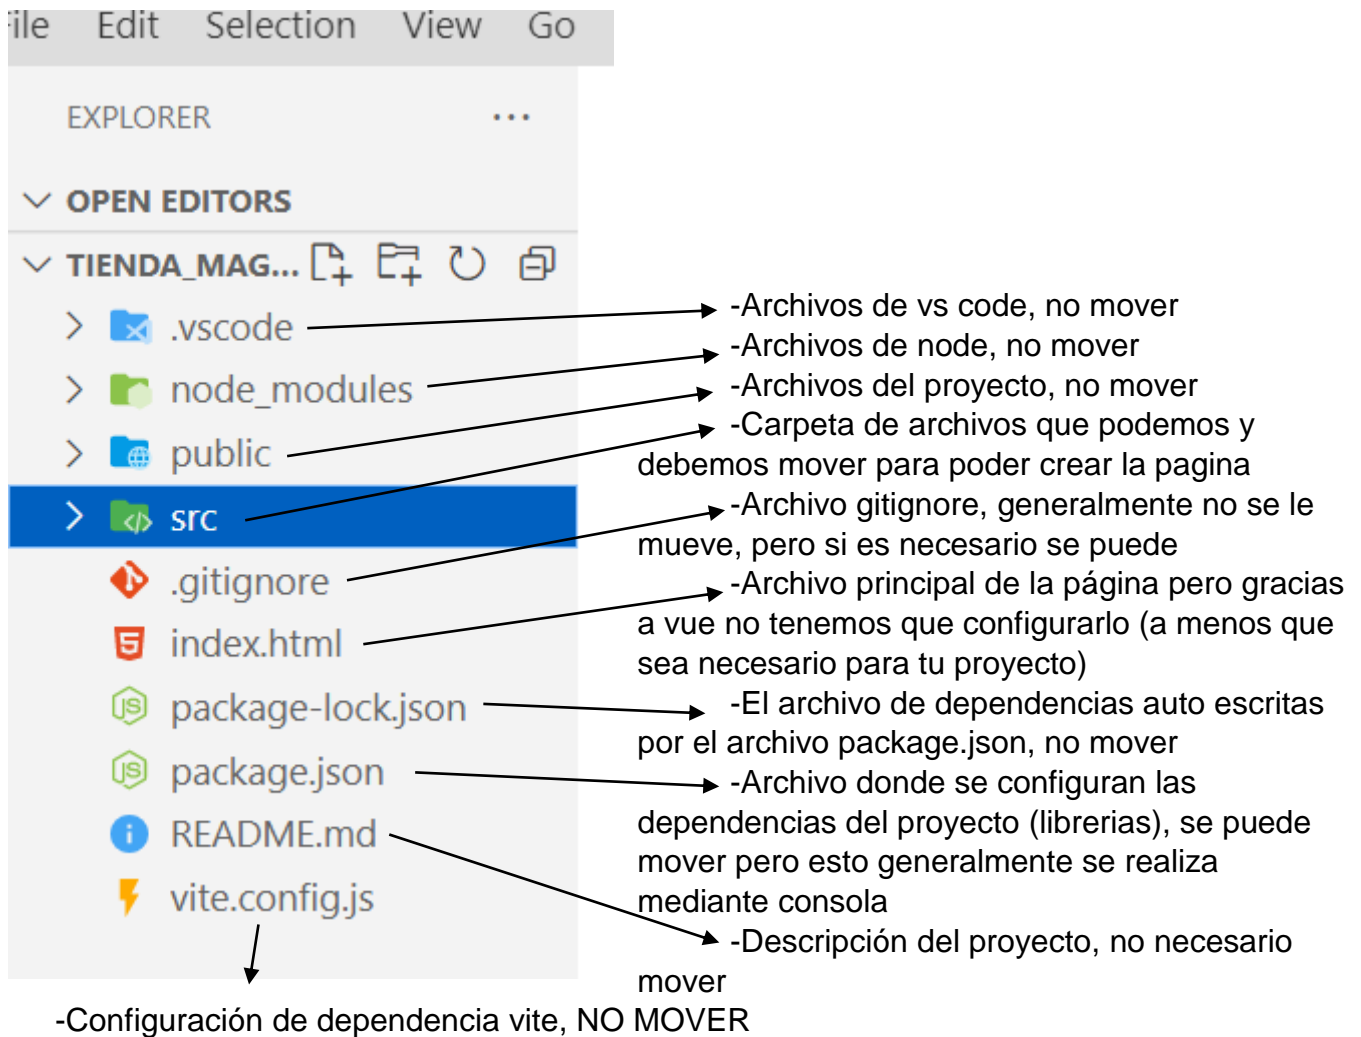 ile Edit Selection View Go
EXPLORER ...
OPEN EDITORS
TIENDA_MAG...
.vscode
node_modules
public
src
.gitignore
index.html
package-lock.json
package.json
README.md
vite.config.js
-Archivos de vs code, no mover
-Archivos de node, no mover
-Archivos del proyecto, no mover
-Carpeta de archivos que podemos y
debemos mover para poder crear la pagina
-Archivo gitignore, generalmente no se le
mueve, pero si es necesario se puede
-Archivo principal de la página pero gracias
a vue no tenemos que configurarlo (a menos que
sea necesario para tu proyecto)
-El archivo de dependencias auto escritas
por el archivo package.json, no mover
-Archivo donde se configuran las
dependencias del proyecto (librerias), se puede
mover pero esto generalmente se realiza
mediante consola
-Descripción del proyecto, no necesario
mover
-Configuración de dependencia vite, NO MOVER